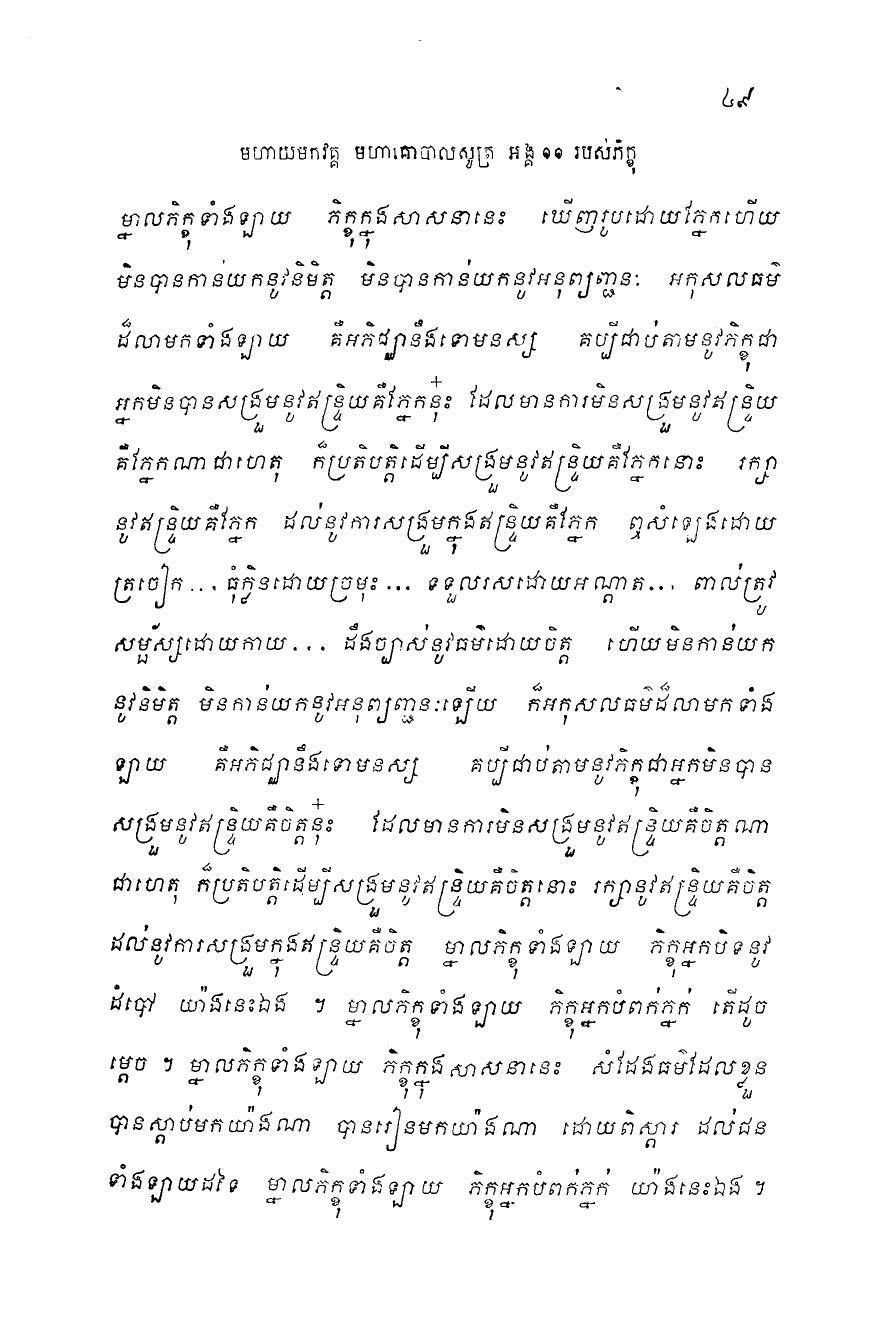 ៤៩
មហាយមកវគ្គ មហាគោបាលសូត្រ អង្គ ១១ របស់ភិក្ខុ
ម្នាលភិក្ខុទាំងឡាយ ភិក្ខុក្នុងសាសនានេះ ឃើញរូបដោយភ្នែកហើយ
មិនបានកាន់យកនូវនិមិត្ត មិនបានកាន់យកនូវអនុព្យញ្ជនៈ អកុសលធម៌
ដ៏លាមកទាំងឡាយ គឺអភិជ្ឈានឹងទោមនស្ស គប្បីជាប់តាមនូវភិក្ខុជា
អ្នកមិនបានសង្រួមនូវឥន្ទ្រិយគឺភ្នែកនុ៎ះ ដែលមានការមិនសង្រួមនូវឥន្ទ្រិយ
គឺភ្នែកណាជាហេតុ ក៏ប្រតិបត្តិដើម្បីសង្រួមនូវឥន្ទ្រិយគឺភ្នែកនោះ រក្សា
នូវឥន្ទ្រិយគឺភ្នែក ដល់នូវការសង្រួមក្នុងឥន្ទ្រិយគឺភ្នែក ឮសំឡេងដោយ
ត្រចៀក ... ធុំក្លិនដោយច្រមុះ ... ទទួលរសដោយអណ្តាត ... ពាល់ត្រូវ
សម្ផ័ស្សដោយកាយ ... ដឹងច្បាស់នូវធម៌ដោយចិត្ត ហើយមិនកាន់យក
នូវនិមិត្ត មិនកាន់យកនូវអនុព្យញ្ជនៈឡើយ ក៏អកុសលធម៌ដ៏លាមកទាំង
ឡាយ គឺអភិជ្ឈានឹងទោមនស្ស គប្បីជាប់តាមនូវភិក្ខុជាអ្នកមិនបាន
សង្រួមនូវឥន្ទ្រិយគឺចិត្តនុ៎ះ ដែលមានការមិនសង្រួមនូវឥន្ទ្រិយគឺចិត្តណា
ជាហេតុ ក៏ប្រតិបត្តិដើម្បីសង្រួមនូវឥន្ទ្រិយគឺចិត្តនោះ រក្សានូវឥន្ទ្រិយគឺចិត្ត
ដល់នូវការសង្រួមក្នុងឥន្ទ្រិយគឺចិត្ត ម្នាលភិក្ខុទាំងឡាយ ភិក្ខុអ្នកបិទនូវ
ដំបៅ យ៉ាងនេះឯង ។ ម្នាលភិក្ខុទាំងឡាយ ភិក្ខុអ្នកបំពក់ភ្នក់ តើដូច
ម្តេច ។ ម្នាលភិក្ខុទាំងឡាយ ភិក្ខុក្នុងសាសនានេះ សំដែងធម៌ដែលខ្លួន
បានស្តាប់មកយ៉ាងណា បានរៀនមកយ៉ាងណា ដោយពិស្តារ ដល់ជន
ទាំងឡាយដទៃ ម្នាលភិក្ខុទាំងឡាយ ភិក្ខុអ្នកបំពក់ភ្នក់ យ៉ាងនេះឯង ។